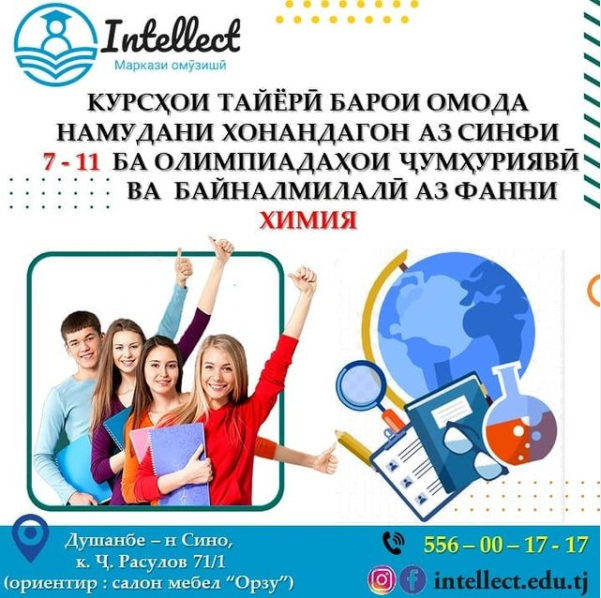 Intellect
Маркази омӯзишӣ
КУРСҲОИ ТАЙЁРӢ БАРОИ ОМОДА
НАМУДАНИ ХОНАНДАГОН АЗ СИНФИ
7 - 11 БА ОЛИМПИАДАҲОИ ҶУМҲУРИЯВӢ
ВА БАЙНАЛМИЛАЛӢ АЗ ФАННИ
ХИМИЯ
Душанбе – н Сино,
к. Ҷ. Расулов 71/1
(ориентир : салон мебел “Орзу”)
556 – 00 – 17 - 17
intellect.edu.tj